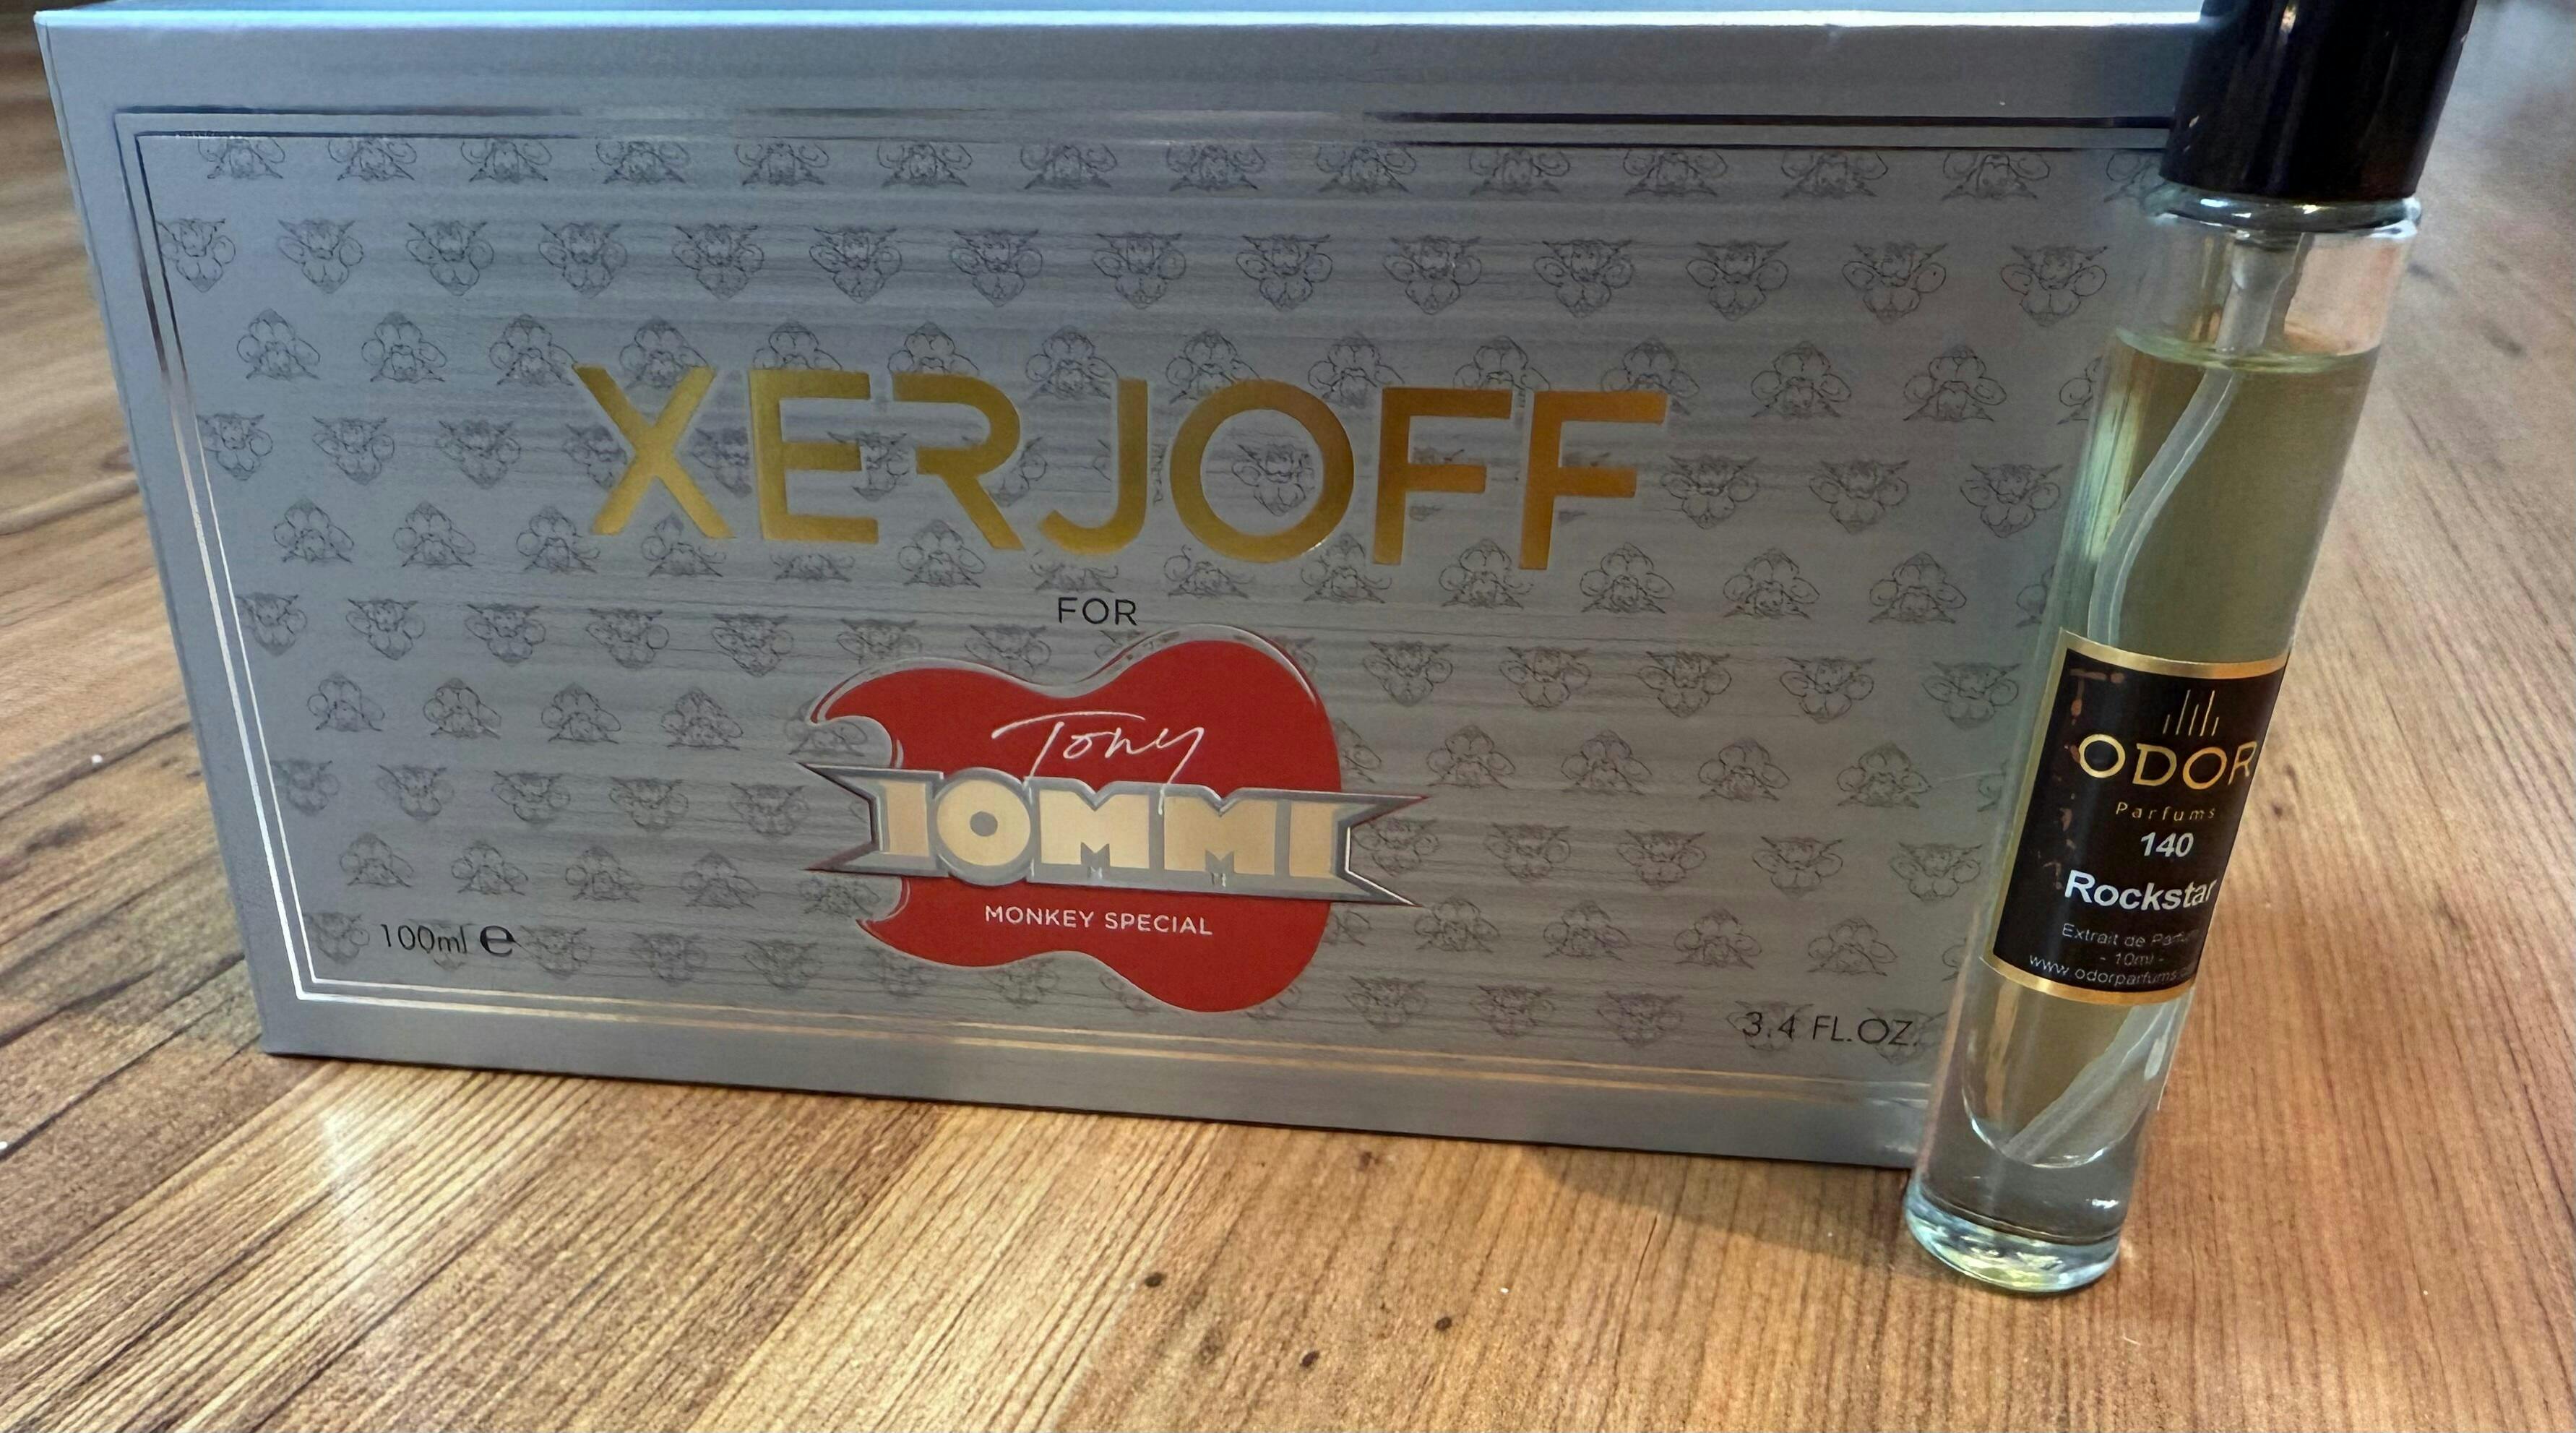 XERJOFF
FOR
Tony
IOMMI
MONKEY SPECIAL
100ml ℮
3.4 FL.OZ.
ODOR
Parfums
140
Rockstar
Extrait de Parfum
- 10ml -
www.odorparfums.